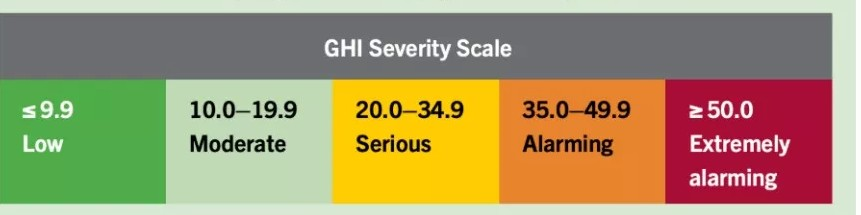 GHI Severity Scale
≤ 9.9
Low
10.0–19.9
Moderate
20.0–34.9
Serious
35.0–49.9
Alarming
≥ 50.0
Extremely
alarming